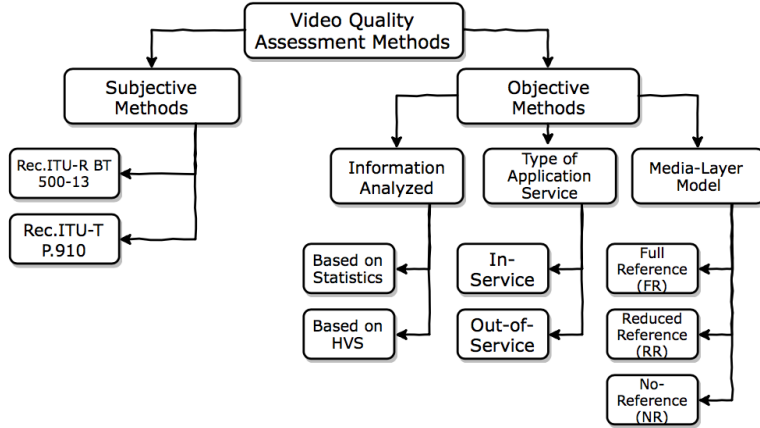 Video Quality
Assessment Methods
Subjective
Methods
Objective
Methods
Rec.ITU-R BT
500-13
Rec.ITU-T
P.910
Information
Analyzed
Type of
Application
Service
Media-Layer
Model
Based on
Statistics
Based on
HVS
In-
Service
Out-of-
Service
Full
Reference
(FR)
Reduced
Reference
(RR)
No-
Reference
(NR)